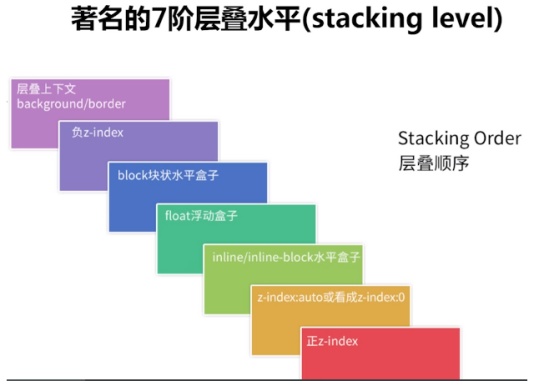 著名的7阶层叠水平(stacking level)
层叠上下文
background/border
负z-index
Stacking Order
层叠顺序
block块状水平盒子
float浮动盒子
inline/inline-block水平盒子
z-index:auto或看成z-index:0
正z-index